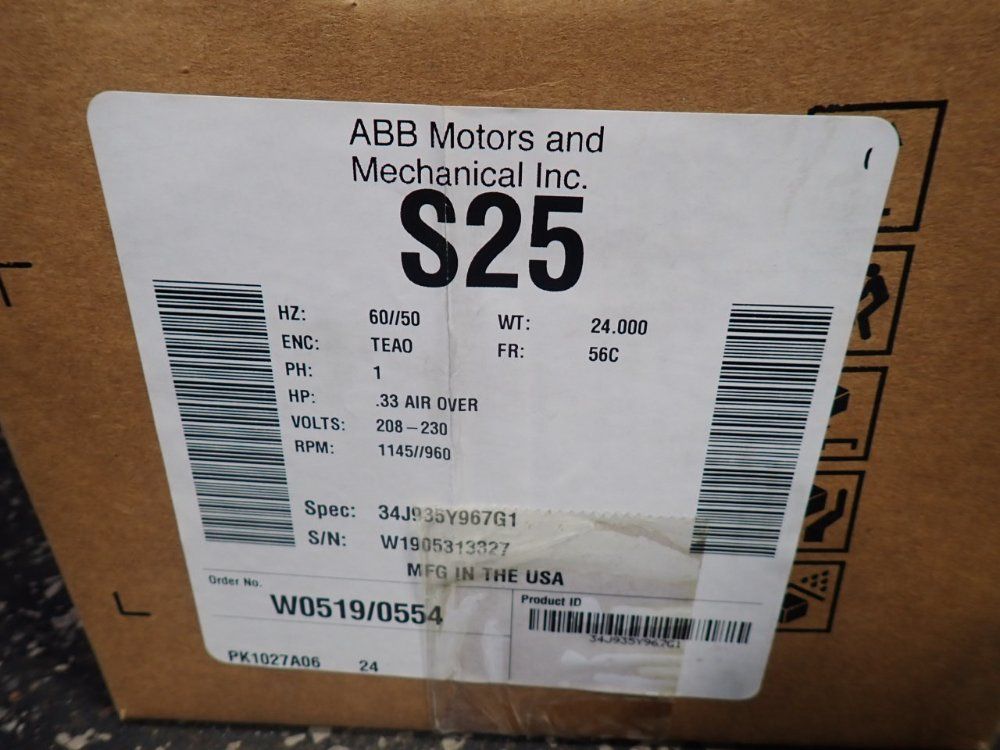 ABB Motors and
Mechanical Inc.
S25
HZ: 60//50 WT: 24.000
ENC: TEAO FR: 56C
PH: 1
HP: .33 AIR OVER
VOLTS: 208-230
RPM: 1145//960
Spec: 34J935Y967G1
S/N: W1905313327
MFG IN THE USA
Order No. Product ID
W0519/0554
34J935Y967G1
PK1027A06 24